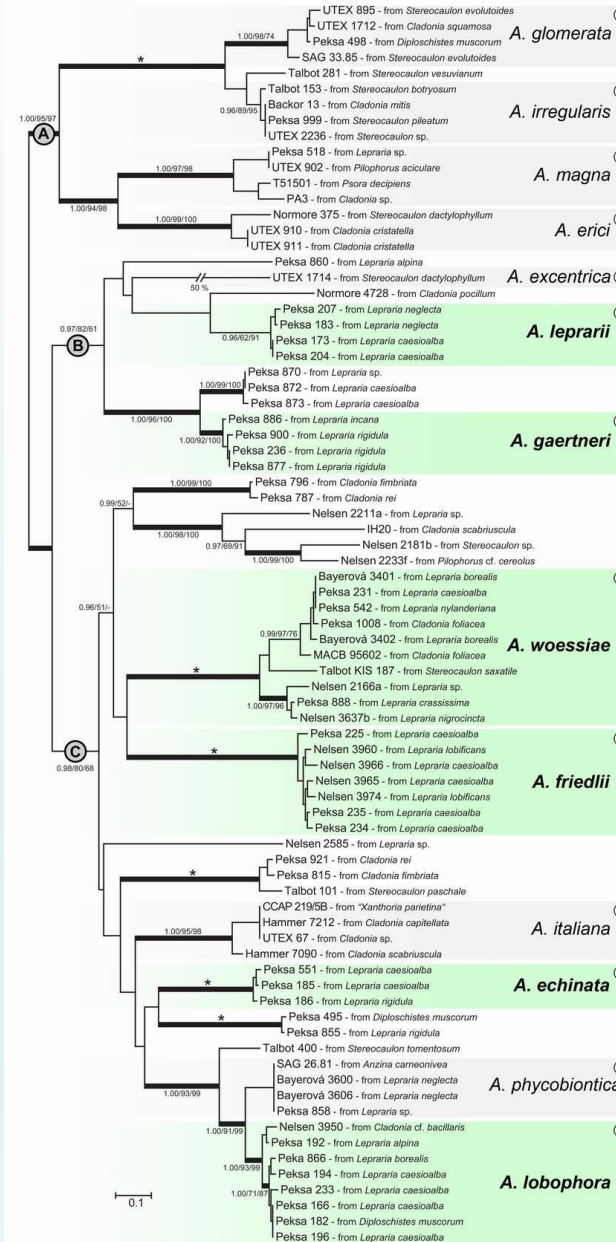 UTEX 895 - from Stereocaulon evolutoides
UTEX 1712 - from Cladonia squamosa
Peksa 498 - from Diploschistes muscorum
SAG 33.85 - from Stereocaulon evolutoides
A. glomerata
1.00/98/74
*
Talbot 281 - from Stereocaulon vesuvianum
Talbot 153 - from Stereocaulon botryosum
Backor 13 - from Cladonia mitis
Peksa 999 - from Stereocaulon pileatum
UTEX 2236 - from Stereocaulon sp.
A. irregularis
0.96/89/95
1.00/95/97
A
Peksa 518 - from Lepraria sp.
UTEX 902 - from Pilophorus aciculare
T51501 - from Psora decipiens
PA3 - from Cladonia sp.
A. magna
1.00/97/98
1.00/94/98
Normore 375 - from Stereocaulon dactylophyllum
UTEX 910 - from Cladonia cristatella
UTEX 911 - from Cladonia cristatella
A. erici
1.00/99/100
Peksa 860 - from Lepraria alpina
UTEX 1714 - from Stereocaulon dactylophyllum
A. excentrica
50 %
Normore 4728 - from Cladonia pocillum
Peksa 207 - from Lepraria neglecta
Peksa 183 - from Lepraria neglecta
Peksa 173 - from Lepraria caesioalba
Peksa 204 - from Lepraria caesioalba
A. leprarii
0.96/62/91
0.97/82/61
B
Peksa 870 - from Lepraria sp.
Peksa 872 - from Lepraria caesioalba
Peksa 873 - from Lepraria caesioalba
1.00/99/100
1.00/96/100
Peksa 886 - from Lepraria incana
Peksa 900 - from Lepraria rigidula
Peksa 236 - from Lepraria rigidula
Peksa 877 - from Lepraria rigidula
A. gaertneri
1.00/92/100
Peksa 796 - from Cladonia fimbriata
Peksa 787 - from Cladonia rei
1.00/99/100
0.99/52/-
Nelsen 2211a - from Lepraria sp.
IH20 - from Cladonia scabriuscula
Nelsen 2181b - from Stereocaulon sp.
Nelsen 2233f - from Pilophorus cf. cereolus
1.00/98/100
0.97/69/91
1.00/99/100
Bayerová 3401 - from Lepraria borealis
Peksa 231 - from Lepraria caesioalba
Peksa 542 - from Lepraria nylanderiana
Peksa 1008 - from Cladonia foliacea
Bayerová 3402 - from Lepraria borealis
MACB 95602 - from Cladonia foliacea
Talbot KIS 187 - from Stereocaulon saxatile
Nelsen 2166a - from Lepraria sp.
Peksa 888 - from Lepraria crassissima
Nelsen 3637b - from Lepraria nigrocincta
A. woessiae
0.96/51/-
0.99/97/76
*
1.00/97/96
Peksa 225 - from Lepraria caesioalba
Nelsen 3960 - from Lepraria lobificans
Nelsen 3966 - from Lepraria caesioalba
Nelsen 3965 - from Lepraria caesioalba
Nelsen 3974 - from Lepraria lobificans
Peksa 235 - from Lepraria caesioalba
Peksa 234 - from Lepraria caesioalba
A. friedlii
*
C
0.98/80/68
Nelsen 2585 - from Lepraria sp.
Peksa 921 - from Cladonia rei
Peksa 815 - from Cladonia fimbriata
Talbot 101 - from Stereocaulon paschale
*
CCAP 219/5B - from "Xanthoria parietina"
Hammer 7212 - from Cladonia capitellata
UTEX 67 - from Cladonia sp.
Hammer 7090 - from Cladonia scabriuscula
A. italiana
1.00/95/98
Peksa 551 - from Lepraria caesioalba
Peksa 185 - from Lepraria caesioalba
Peksa 186 - from Lepraria rigidula
A. echinata
*
Peksa 495 - from Diploschistes muscorum
Peksa 855 - from Lepraria rigidula
*
Talbot 400 - from Stereocaulon tomentosum
SAG 26.81 - from Anzina carneonivea
Bayerová 3600 - from Lepraria neglecta
Bayerová 3606 - from Lepraria neglecta
Peksa 858 - from Lepraria sp.
A. phycobiontica
1.00/93/99
1.00/91/99
Nelsen 3950 - from Cladonia cf. bacillaris
Peksa 192 - from Lepraria alpina
Peka 866 - from Lepraria borealis
Peksa 194 - from Lepraria caesioalba
Peksa 233 - from Lepraria caesioalba
Peksa 166 - from Lepraria caesioalba
Peksa 182 - from Diploschistes muscorum
Peksa 196 - from Lepraria caesioalba
A. lobophora
1.00/93/99
1.00/71/87
0.1